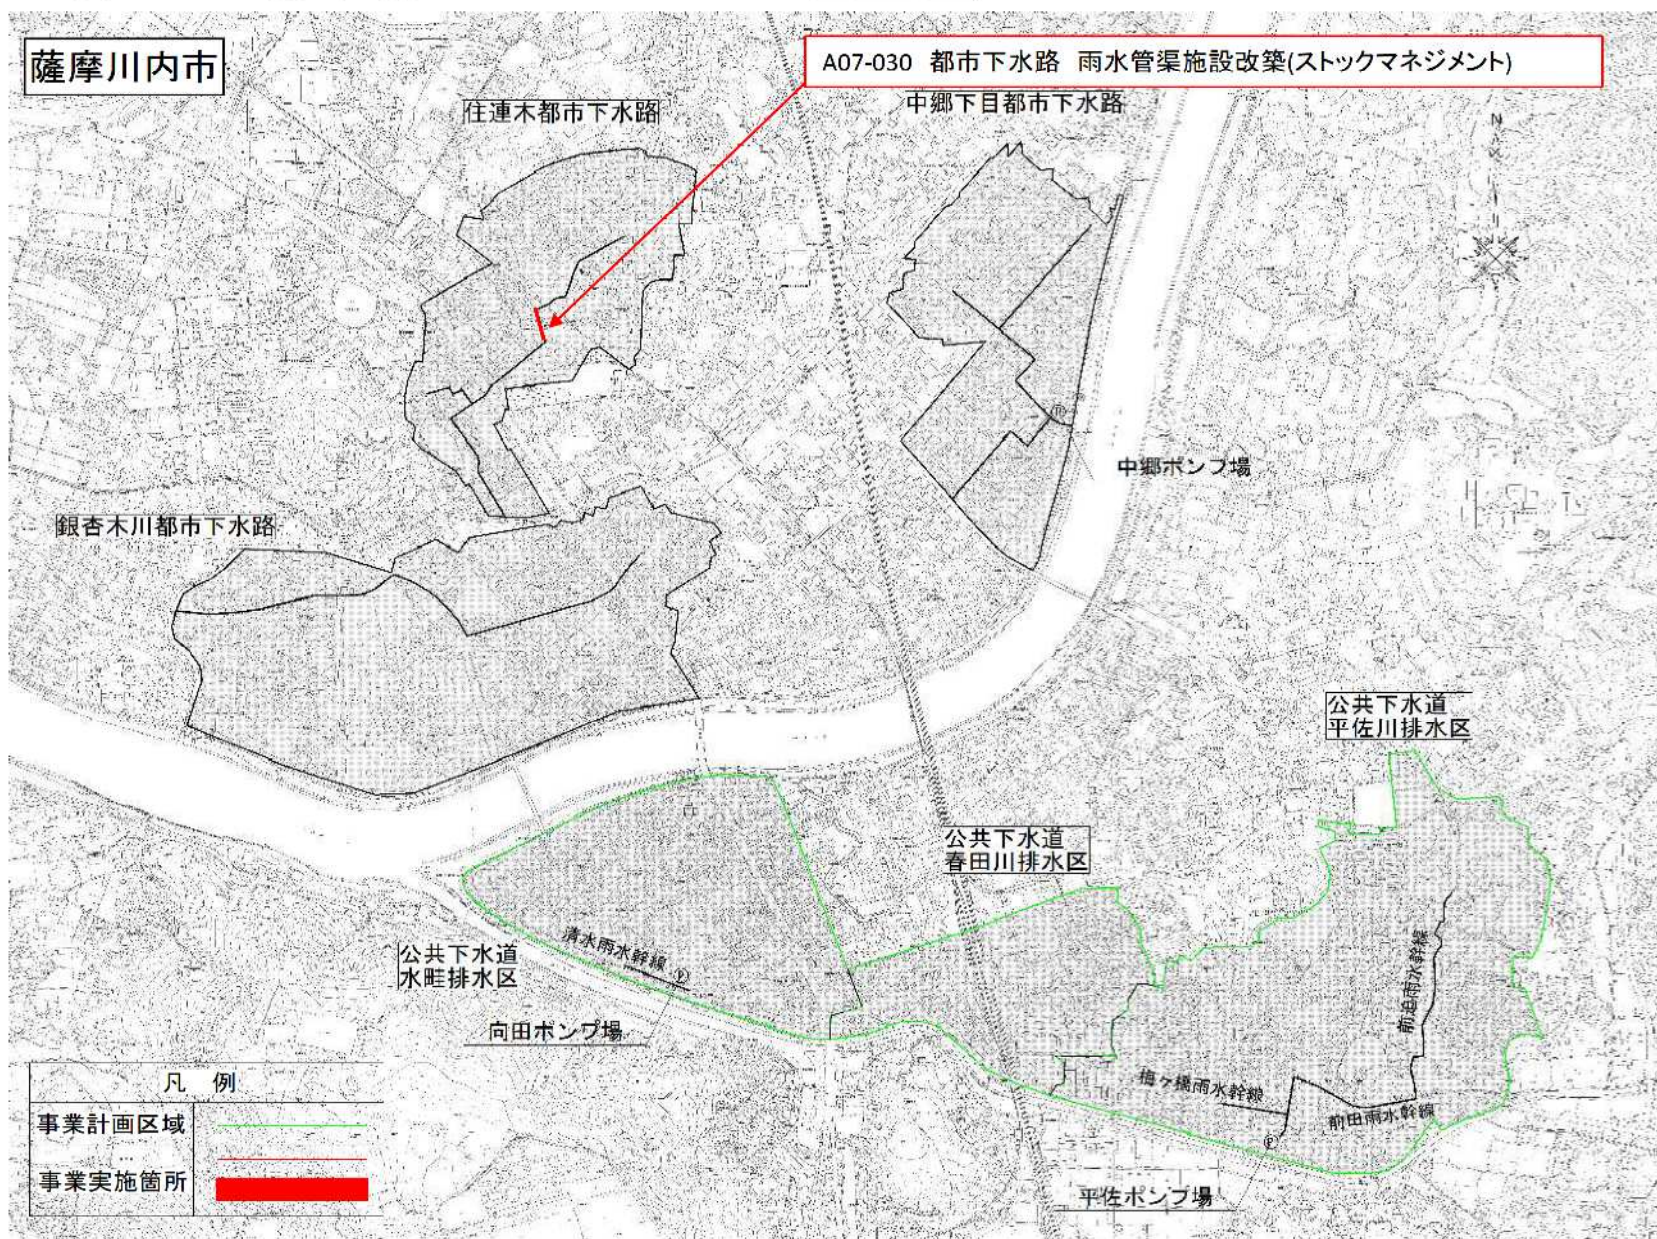 薩摩川内市
A07-030 都市下水路 雨水管渠施設改築(ストックマネジメント)
住連木都市下水路
中郷下目都市下水路
N
中郷ポンプ場
銀杏木川都市下水路
公共下水道
平佐川排水区
公共下水道
春田川排水区
清水雨水幹線 Ⓟ
公共下水道
水畦排水区
向田ポンプ場
前迫雨水幹線
梅ヶ橋雨水幹線
前田雨水幹線
Ⓟ
平佐ポンプ場
凡 例
事業計画区域
事業実施箇所